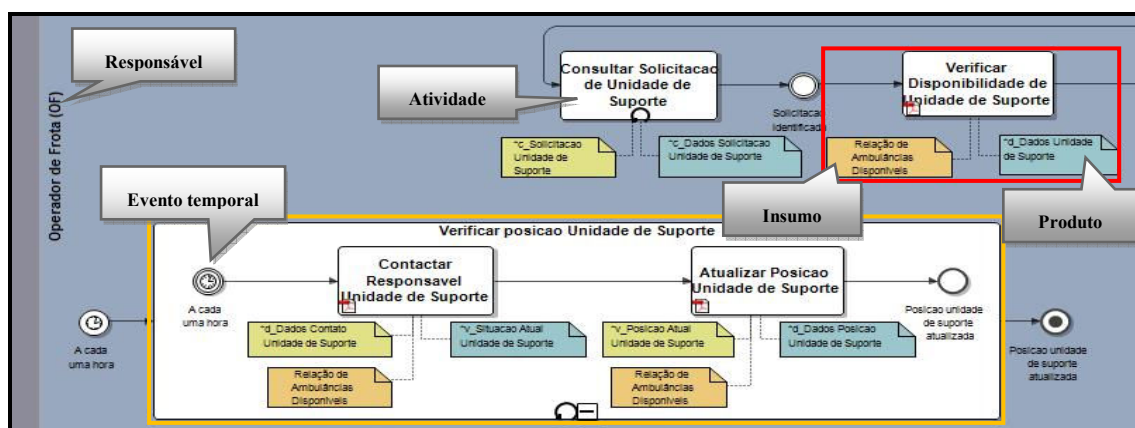 Responsável
Operador de Frota (OF)
Atividade
Consultar Solicitacao
de Unidade de
Suporte
Solicitacao
identificada
Verificar
Disponibilidade de
Unidade de Suporte
*c_Solicitacao
Unidade de
Suporte
*c_Dados Solicitacao
Unidade de Suporte
Relação de
Ambulâncias
Disponíveis
*d_Dados Unidade
de Suporte
Insumo
Produto
Evento temporal
Verificar posicao Unidade de Suporte
A cada
uma hora
A cada
uma hora
Contactar
Responsavel
Unidade de Suporte
Atualizar Posicao
Unidade de Suporte
Posicao unidade
de suporte
atualizada
Posicao unidade
de suporte
atualizada
*d_Dados Contato
Unidade de Suporte
*v_Situacao Atual
Unidade de Suporte
*v_Posicao Atual
Unidade de Suporte
*d_Dados Posicao
Unidade de Suporte
Relação de
Ambulâncias
Disponíveis
Relação de
Ambulâncias
Disponíveis